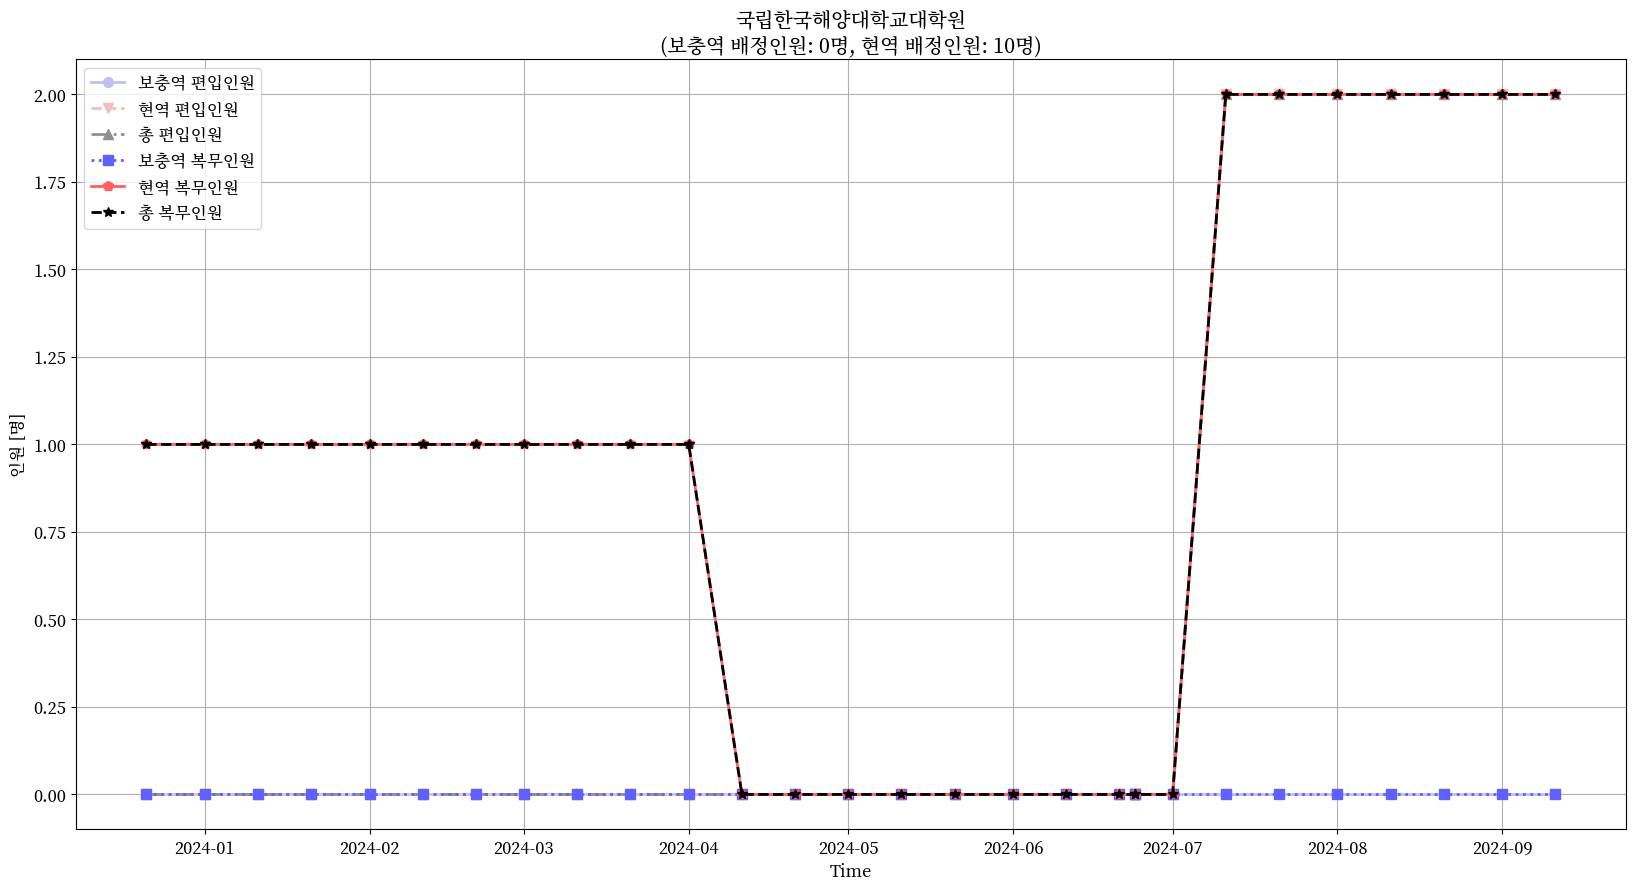 국립한국해양대학교대학원
(보충역 배정인원: 0명, 현역 배정인원: 10명)
보충역 편입인원
현역 편입인원
총 편입인원
보충역 복무인원
현역 복무인원
총 복무인원
인원 [명]
2.00
1.75
1.50
1.25
1.00
0.75
0.50
0.25
0.00
2024-01
2024-02
2024-03
2024-04
2024-05
2024-06
2024-07
2024-08
2024-09
Time